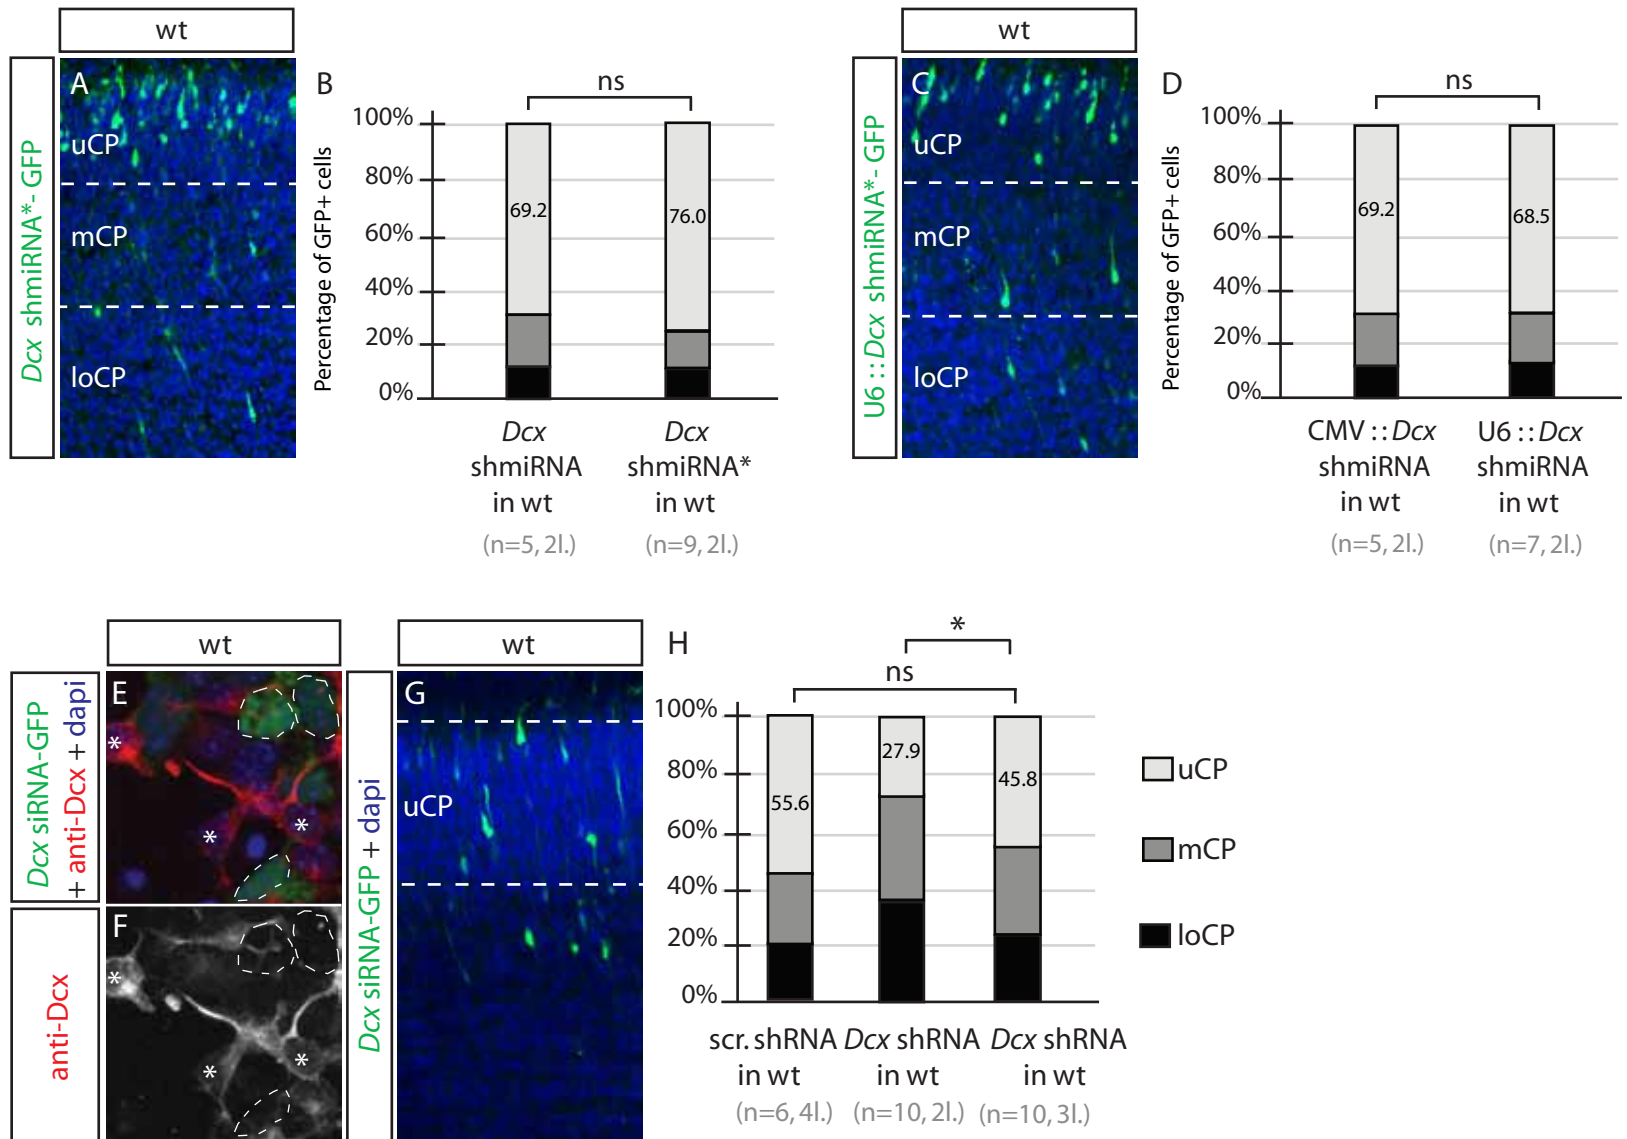 wt
wt
Dcx shmiRNA*- GFP
A
uCP
mCP
loCP
B
ns
Percentage of GFP+ cells
100%
80%
60%
40%
20%
0%
69.2
76.0
Dcx
shmiRNA
in wt
(n=5, 2l.)
Dcx
shmiRNA*
in wt
(n=9, 2l.)
U6 :: Dcx shmiRNA*- GFP
C
uCP
mCP
loCP
D
ns
Percentage of GFP+ cells
100%
80%
60%
40%
20%
0%
69.2
68.5
CMV :: Dcx
shmiRNA
in wt
(n=5, 2l.)
U6 :: Dcx
shmiRNA
in wt
(n=7, 2l.)
wt
Dcx siRNA-GFP
+ anti-Dcx + dapi
E
*
*
*
anti-Dcx
F
*
*
*
wt
Dcx siRNA-GFP + dapi
G
uCP
H
*
ns
100%
80%
60%
40%
20%
0%
55.6
27.9
45.8
scr. shRNA
in wt
(n=6, 4l.)
Dcx shRNA
in wt
(n=10, 2l.)
Dcx shRNA
in wt
(n=10, 3l.)
uCP
mCP
loCP